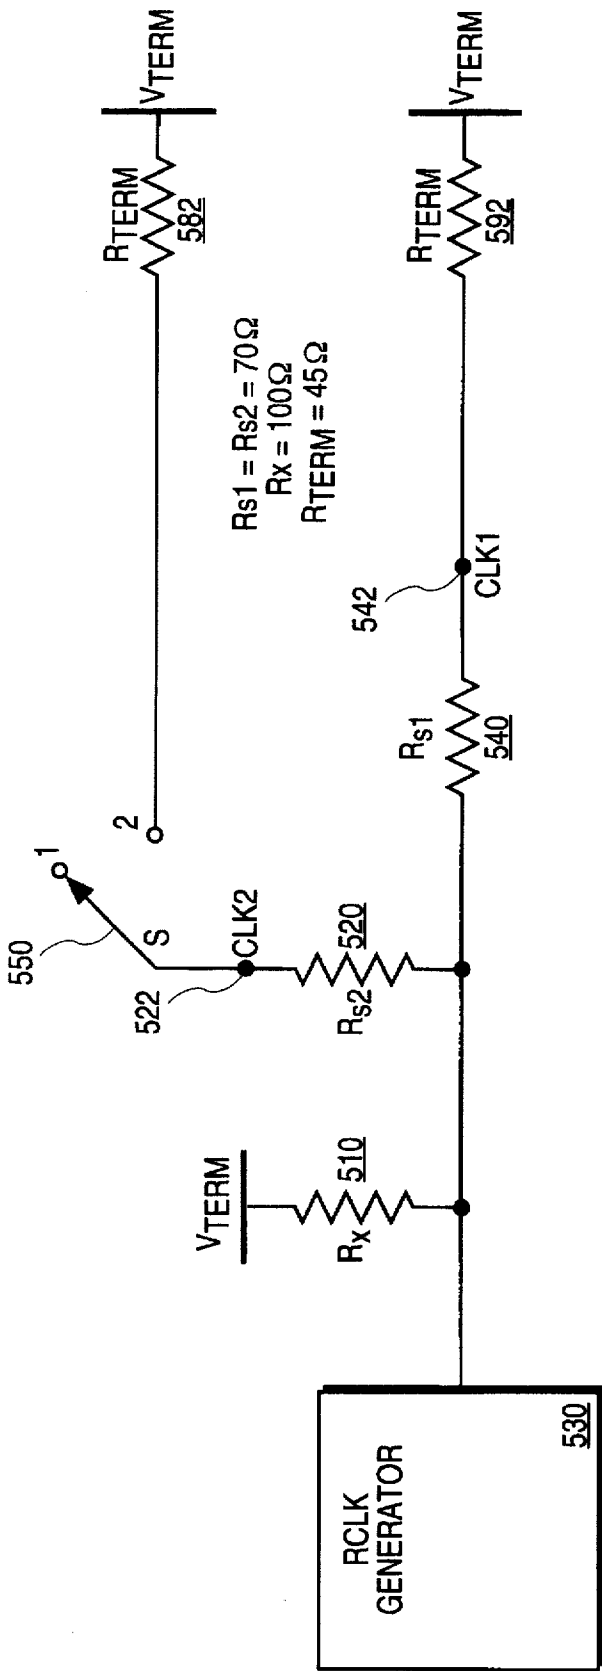 VTERM
RTERM
582
1
2
550
S
522
CLK2
520
Rs2
Rs1 = Rs2 = 70Ω
Rx = 100Ω
RTERM = 45Ω
VTERM
RTERM
592
542
CLK1
Rs1
540
VTERM
510
Rx
RCLK
GENERATOR
530